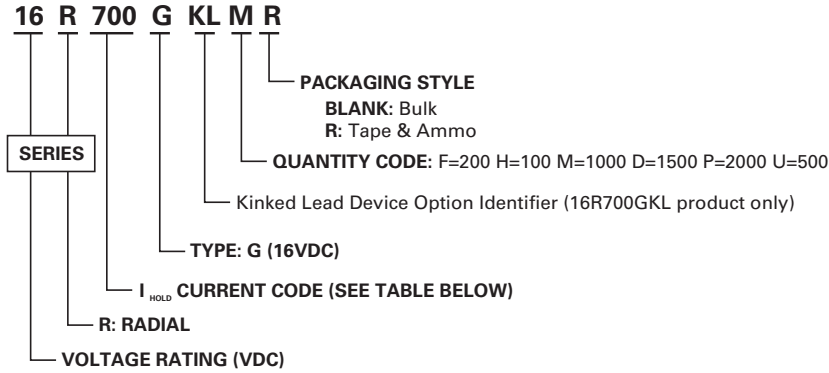 16 R 700 G KL M R
PACKAGING STYLE
BLANK: Bulk
R: Tape & Ammo
SERIES
QUANTITY CODE: F=200 H=100 M=1000 D=1500 P=2000 U=500
Kinked Lead Device Option Identifier (16R700GKL product only)
TYPE: G (16VDC)
I HOLD CURRENT CODE (SEE TABLE BELOW)
R: RADIAL
VOLTAGE RATING (VDC)